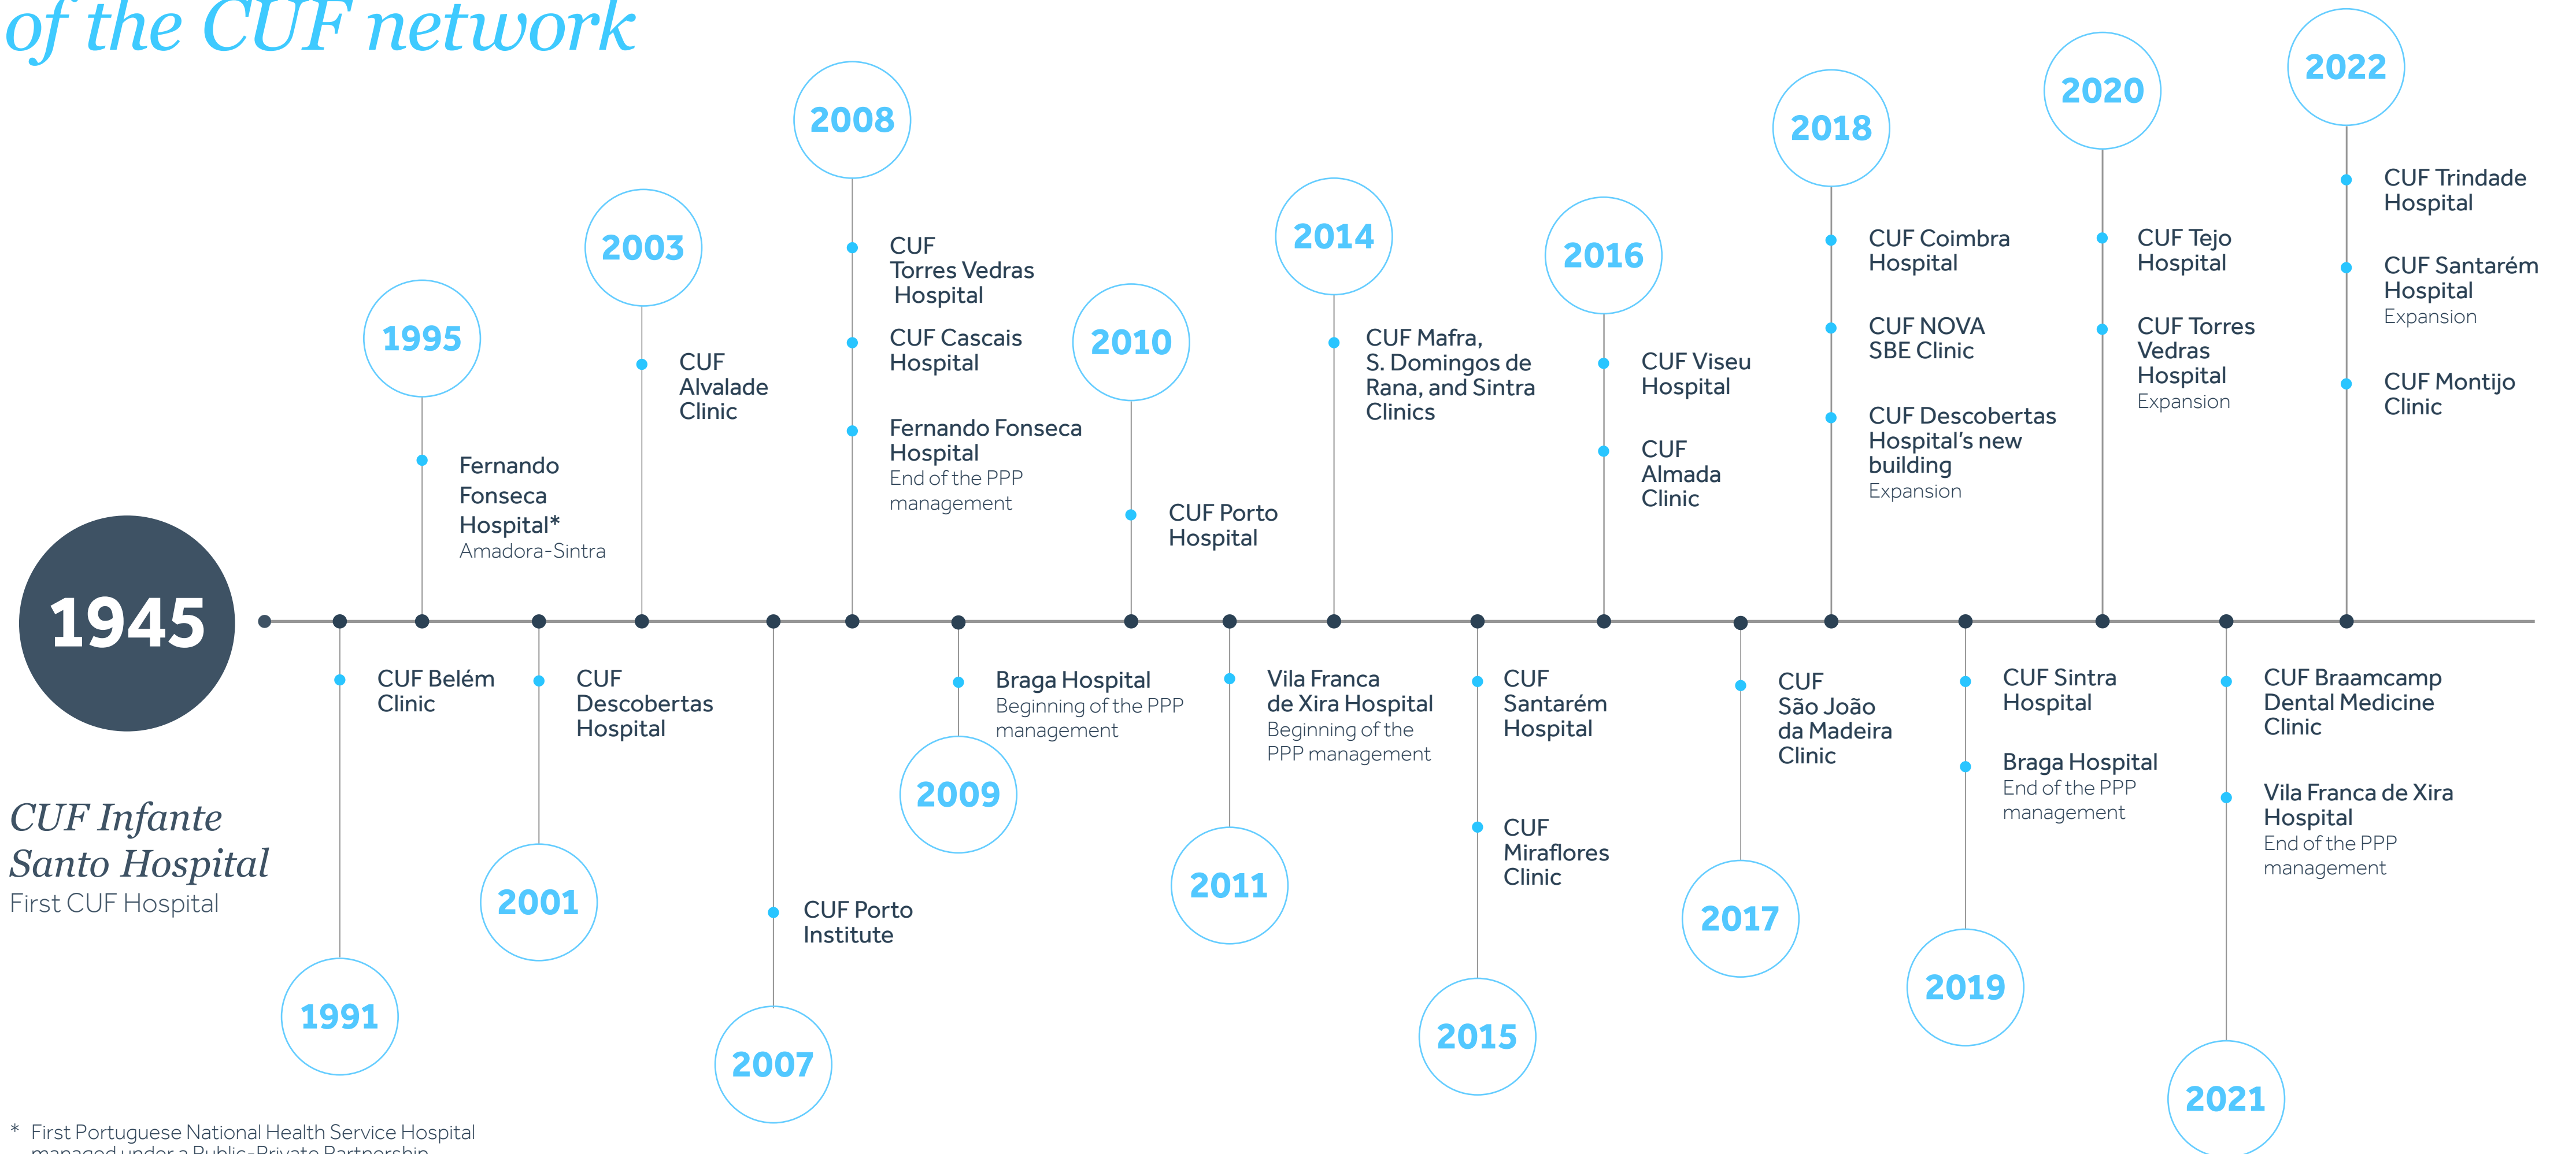 of the CUF network
1945
CUF Infante
Santo Hospital
First CUF Hospital
1991
CUF Belém
Clinic
1995
Fernando
Fonseca
Hospital*
Amadora-Sintra
2001
CUF
Descobertas
Hospital
2003
CUF
Alvalade
Clinic
2007
CUF Porto
Institute
2008
CUF
Torres Vedras
Hospital
CUF Cascais
Hospital
Fernando Fonseca
Hospital
End of the PPP
management
2009
Braga Hospital
Beginning of the PPP
management
2010
CUF Porto
Hospital
2011
Vila Franca
de Xira Hospital
Beginning of the
PPP management
2014
CUF Mafra,
S. Domingos de
Rana, and Sintra
Clinics
2015
CUF
Santarém
Hospital
CUF
Miraflores
Clinic
2016
CUF Viseu
Hospital
CUF
Almada
Clinic
2017
CUF
São João
da Madeira
Clinic
2018
CUF Coimbra
Hospital
CUF NOVA
SBE Clinic
CUF Descobertas
Hospital's new
building
Expansion
2019
CUF Sintra
Hospital
Braga Hospital
End of the PPP
management
2020
CUF Tejo
Hospital
CUF Torres
Vedras
Hospital
Expansion
2021
CUF Braamcamp
Dental Medicine
Clinic
Vila Franca de Xira
Hospital
End of the PPP
management
2022
CUF Trindade
Hospital
CUF Santarém
Hospital
Expansion
CUF Montijo
Clinic
* First Portuguese National Health Service Hospital
managed under a Public-Private Partnership